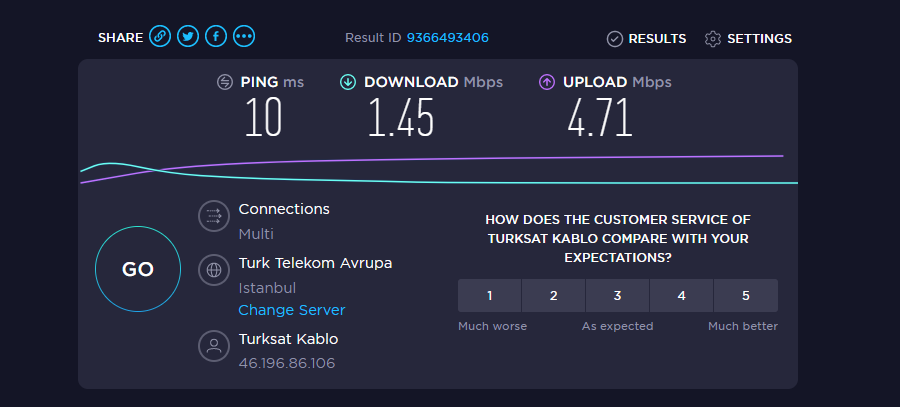 SHARE
Result ID 9366493406
RESULTS
SETTINGS
PING ms
10
DOWNLOAD Mbps
1.45
UPLOAD Mbps
4.71
GO
Connections
Multi
Turk Telekom Avrupa
Istanbul
Change Server
Turksat Kablo
46.196.86.106
HOW DOES THE CUSTOMER SERVICE OF
TURKSAT KABLO COMPARE WITH YOUR
EXPECTATIONS?
1 2 3 4 5
Much worse As expected Much better